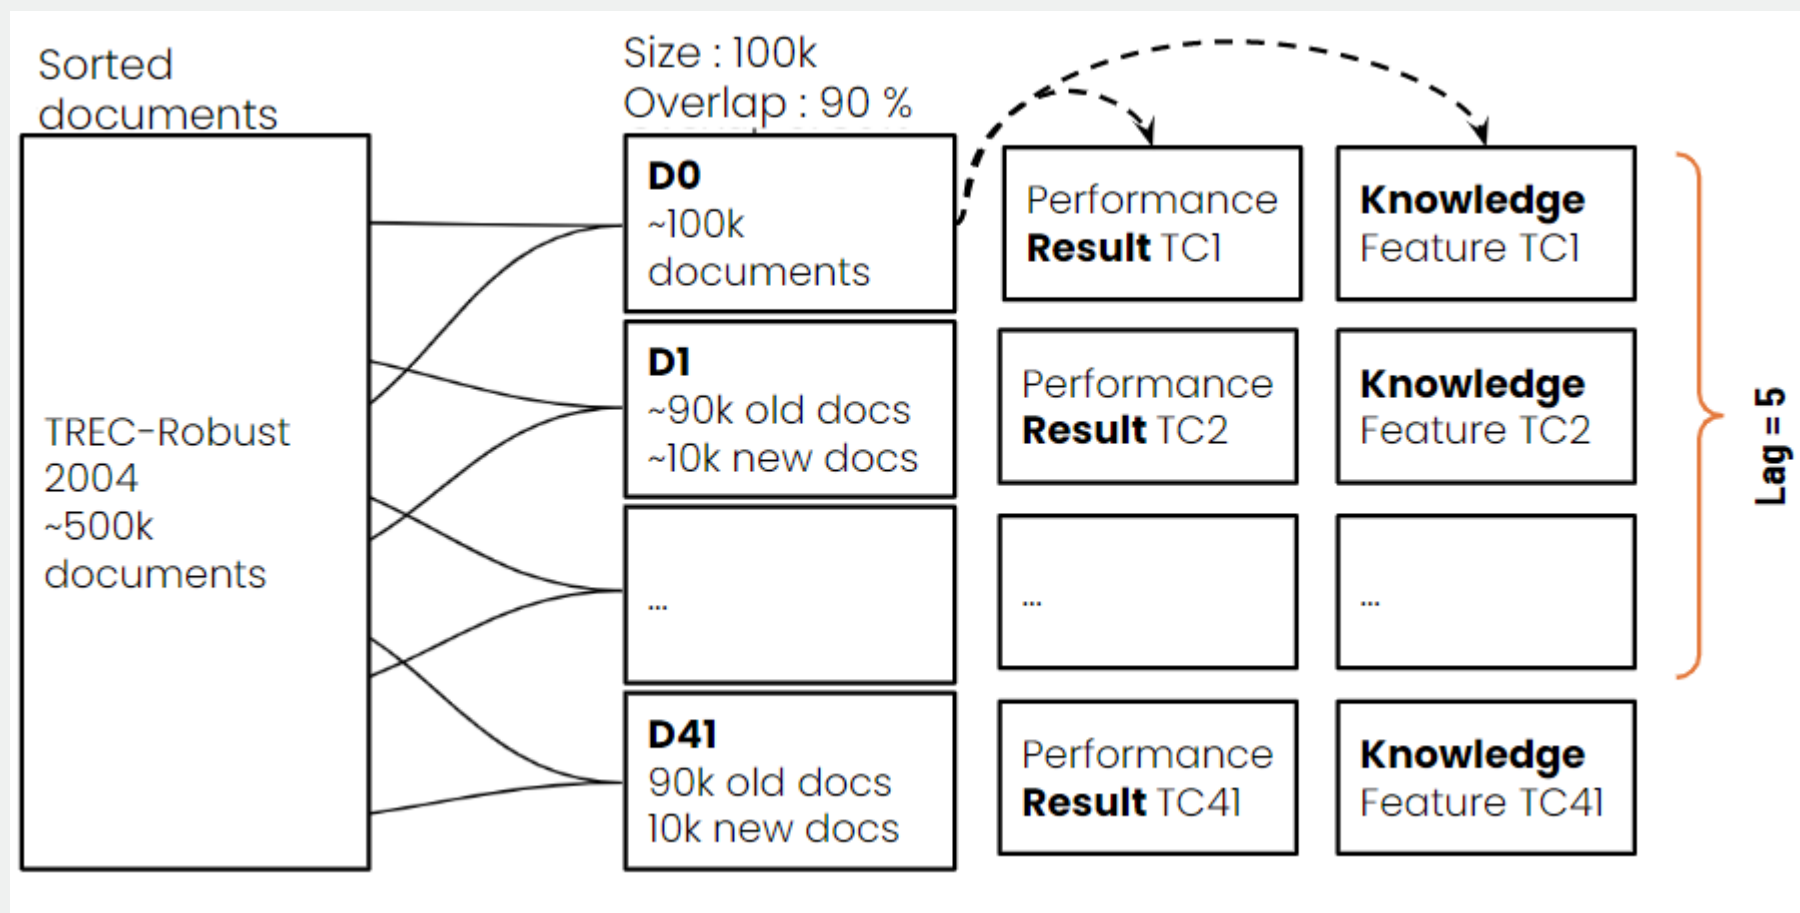 Sorted
documents
TREC-Robust
2004
~500k
documents
Size : 100k
Overlap : 90 %
D0
~100k
documents
D1
~90k old docs
~10k new docs
...
D41
90k old docs
10k new docs
Performance
Result TC1
Knowledge
Feature TC1
Performance
Result TC2
Knowledge
Feature TC2
...
...
Performance
Result TC41
Knowledge
Feature TC41
Lag = 5